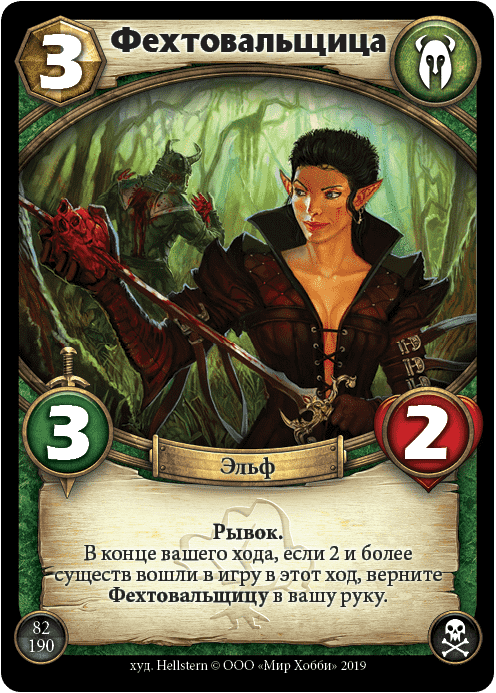 3
Фехтовальщица
3
2
Эльф
Рывок.
В конце вашего хода, если 2 и более
существ вошли в игру в этот ход, верните
Фехтовальщицу в вашу руку.
82
190
худ. Hellstern © ООО «Мир Хобби» 2019